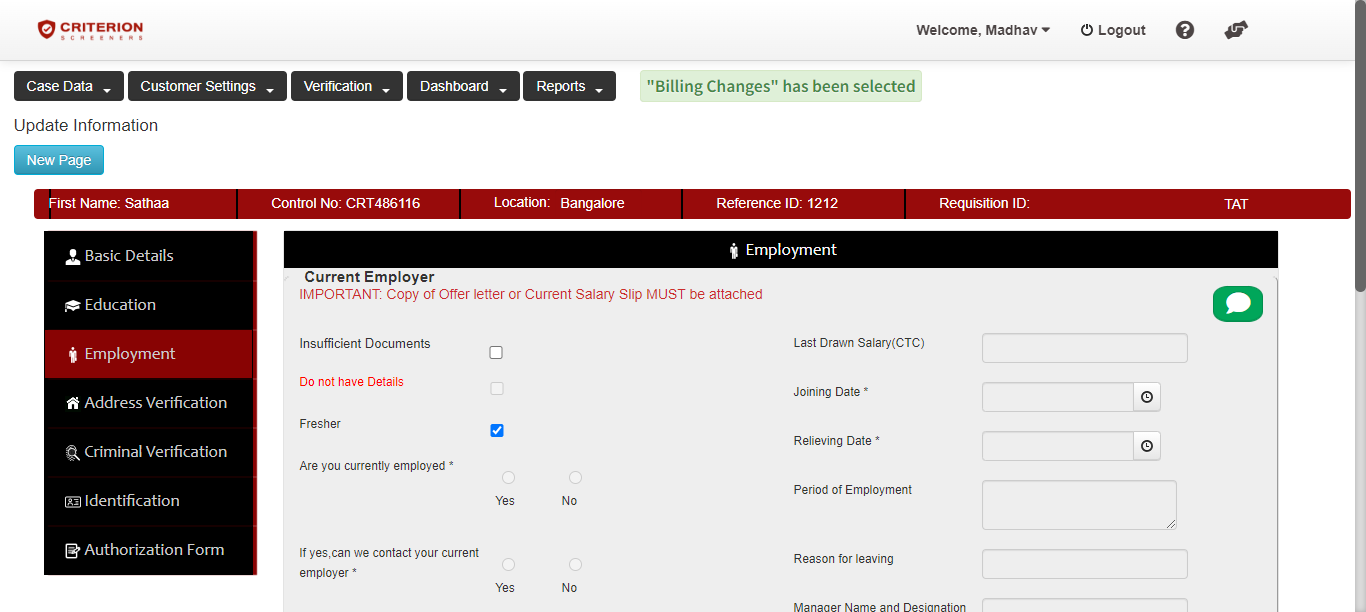 CRITERION
SCREENERS
Welcome, Madhav
Logout
Case Data
Customer Settings
Verification
Dashboard
Reports
"Billing Changes" has been selected
Update Information
New Page
First Name: Sathaa
Control No: CRT486116
Location: Bangalore
Reference ID: 1212
Requisition ID:
TAT
Basic Details
Education
Employment
Address Verification
Criminal Verification
Identification
Authorization Form
Employment
Current Employer
IMPORTANT: Copy of Offer letter or Current Salary Slip MUST be attached
Insufficient Documents
Do not have Details
Fresher
Are you currently employed *
Yes No
If yes,can we contact your current
employer *
Yes No
Last Drawn Salary(CTC)
Joining Date *
Relieving Date *
Period of Employment
Reason for leaving
Manager Name and Designation